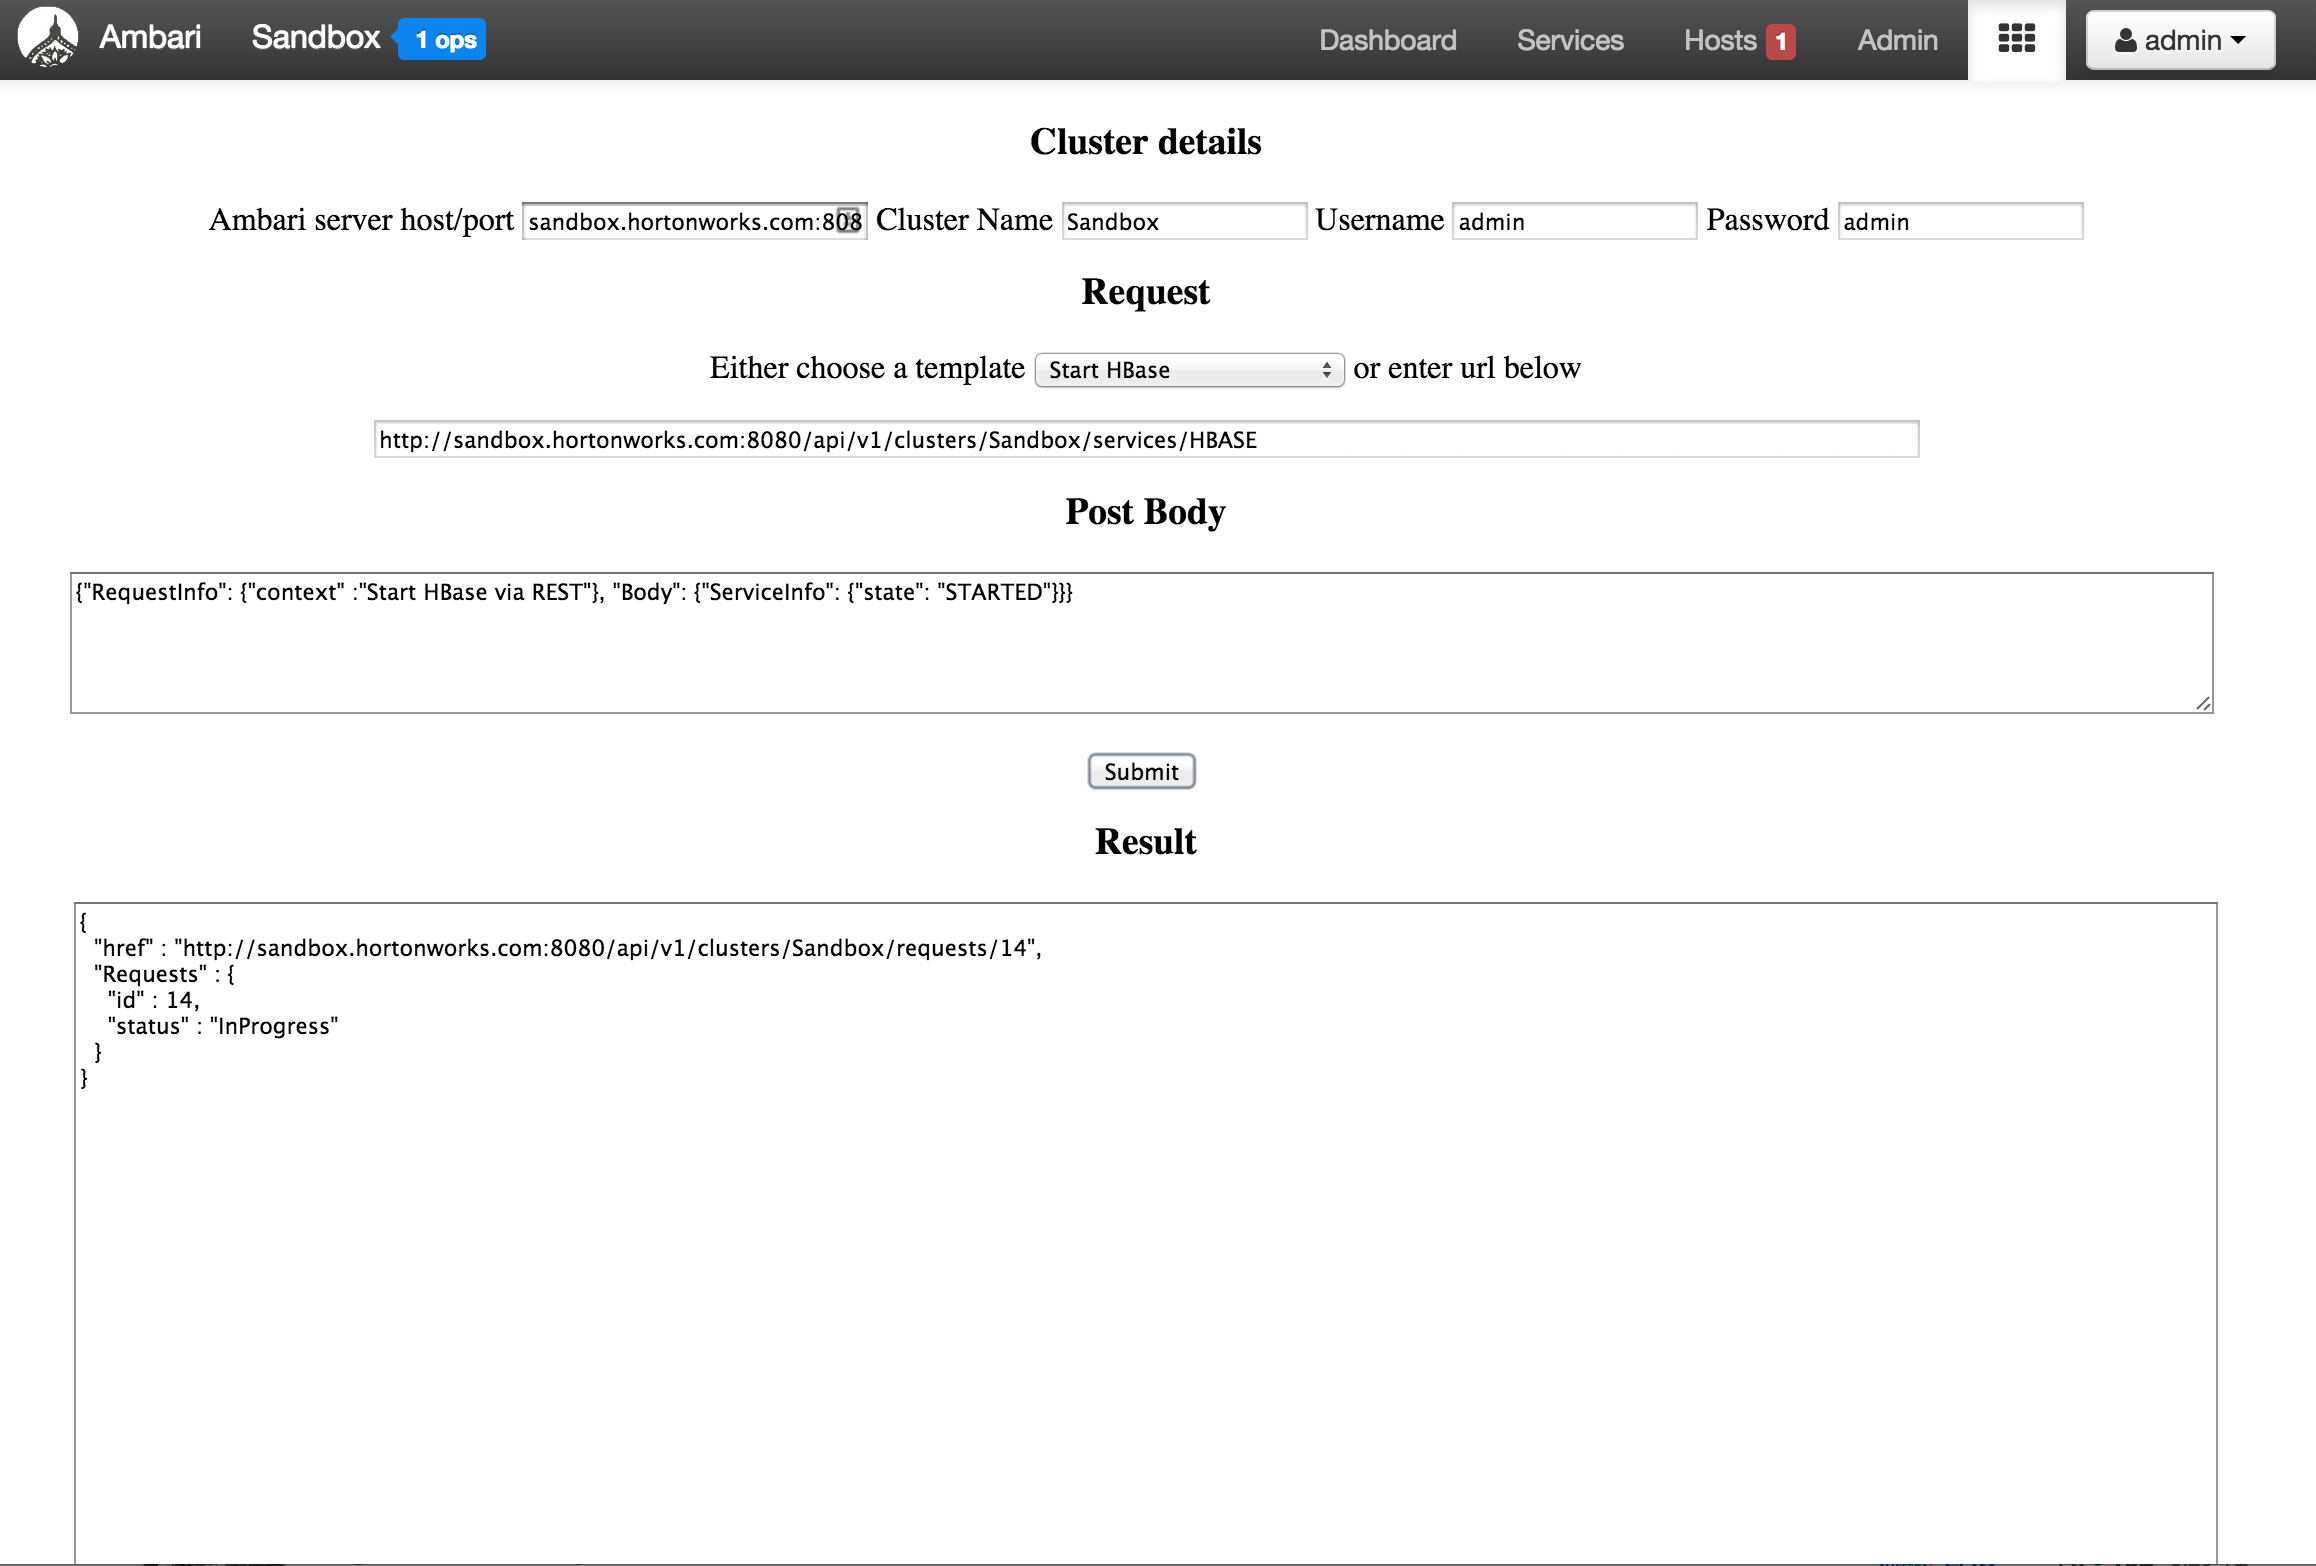 Ambari Sandbox 1 ops Dashboard Services Hosts 1 Admin admin
Cluster details
Ambari server host/port sandbox.hortonworks.com:808 Cluster Name Sandbox Username admin Password admin
Request
Either choose a template Start HBase or enter url below
http://sandbox.hortonworks.com:8080/api/v1/clusters/Sandbox/services/HBASE
Post Body
{"RequestInfo": {"context" :"Start HBase via REST"}, "Body": {"ServiceInfo": {"state": "STARTED"}}}
Submit
Result
{
"href" : "http://sandbox.hortonworks.com:8080/api/v1/clusters/Sandbox/requests/14",
"Requests" : {
"id" : 14,
"status" : "InProgress"
}
}